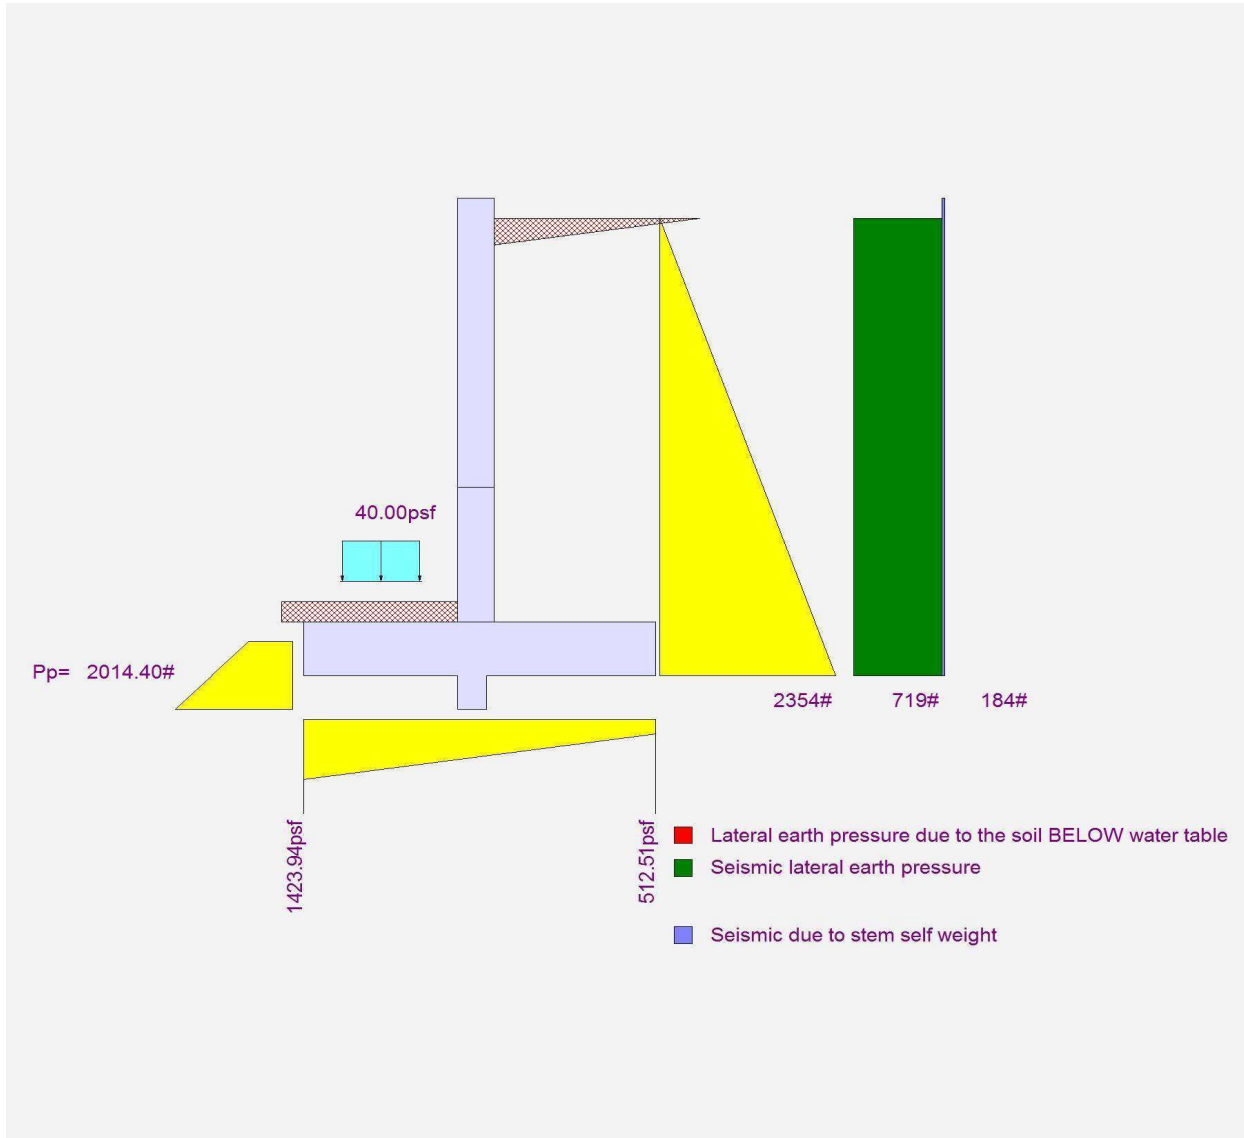 40.00psf
Pp= 2014.40#
2354# 719# 184#
1423.94psf
512.51psf
Lateral earth pressure due to the soil BELOW water table
Seismic lateral earth pressure
Seismic due to stem self weight